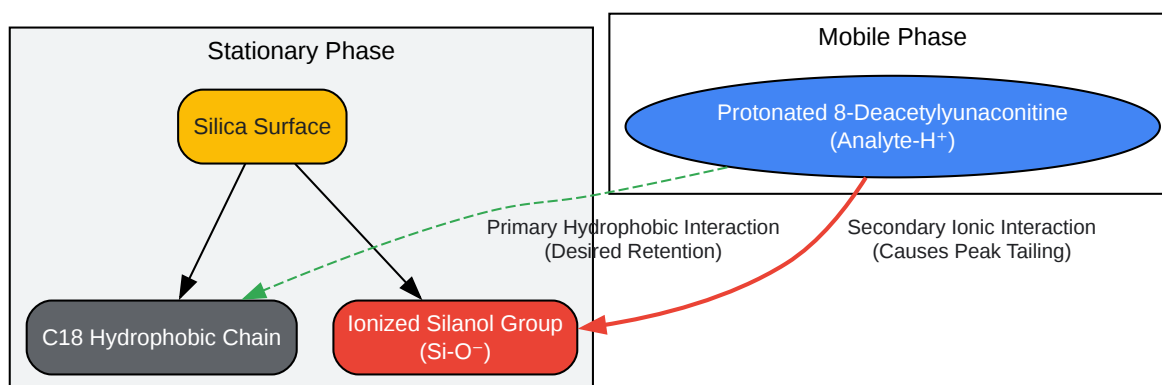 Stationary Phase
Mobile Phase
Silica Surface
Protonated 8-Deacetylyunaconitine
(Analyte-H⁺)
Primary Hydrophobic Interaction
(Desired Retention)
Secondary Ionic Interaction
(Causes Peak Tailing)
C18 Hydrophobic Chain
Ionized Silanol Group
(Si-O⁻)